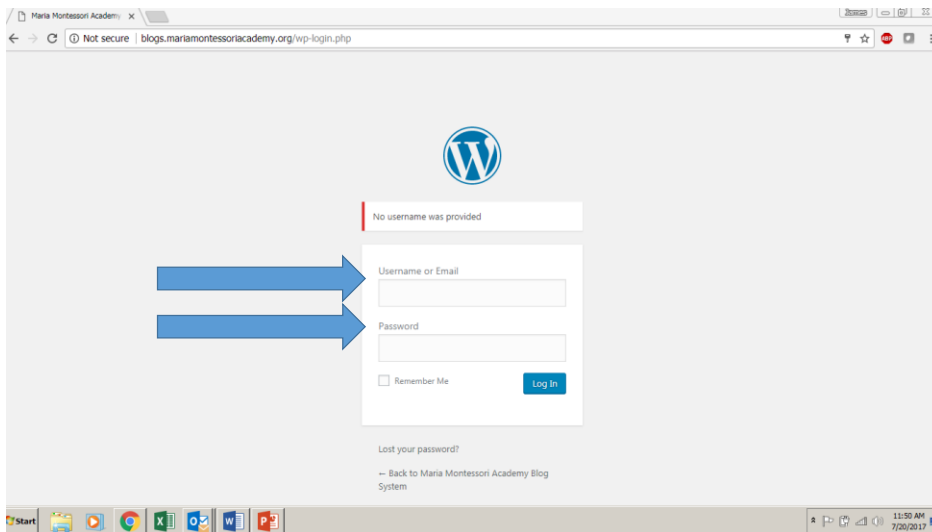 Maria Montessori Academy
Not secure | blogs.mariamontessoriacademy.org/wp-login.php
ABP
No username was provided
Username or Email
Password
Remember Me
Log In
Lost your password?
← Back to Maria Montessori Academy Blog
System
Start
11:50 AM
7/20/2017